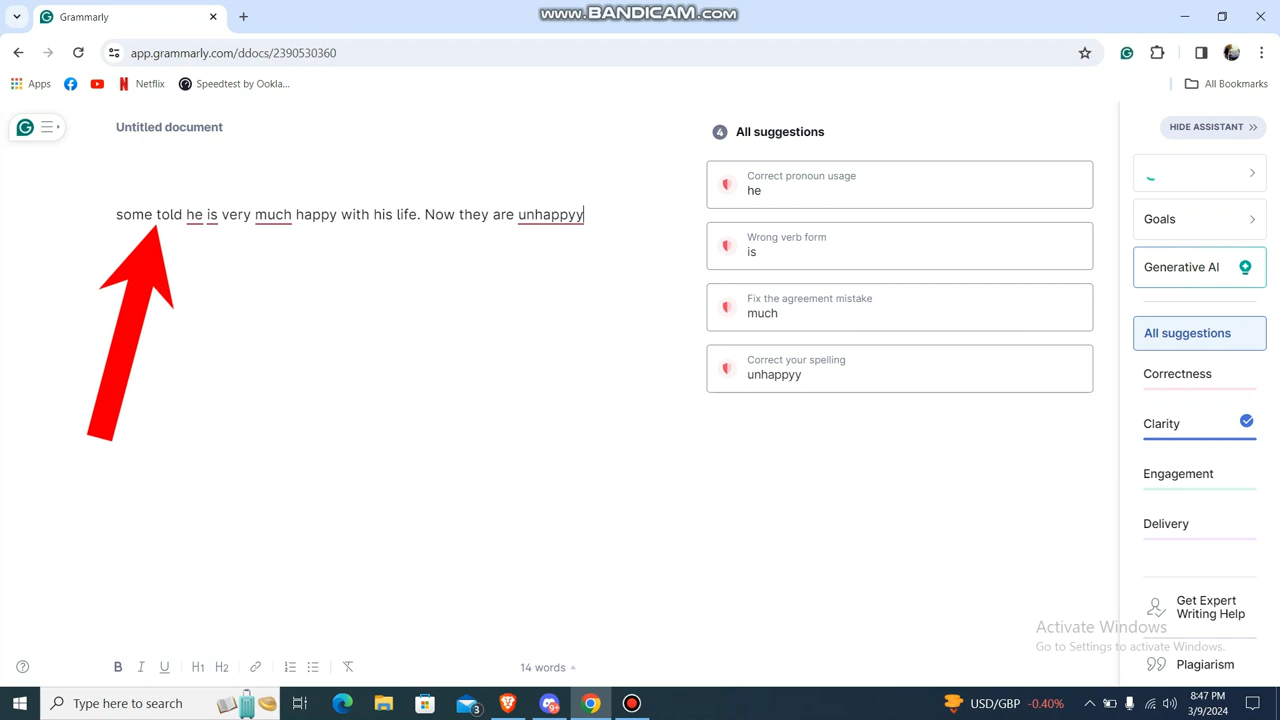 Grammarly
www.BANDICAM.com
app.grammarly.com/ddocs/2390530360
Apps
Netflix
Speedtest by Ookla...
All Bookmarks
Untitled document
4 All suggestions
HIDE ASSISTANT
Correct pronoun usage
he
some told he is very much happy with his life. Now they are unhappyy
Wrong verb form
is
Fix the agreement mistake
much
Correct your spelling
unhappyy
Goals
Generative AI
All suggestions
Correctness
Clarity
Engagement
Delivery
Get Expert
Writing Help
Activate Windows
Go to Settings to activate Windows.
Plagiarism
B I U H1 H2
14 words
Type here to search
3
USD/GBP -0.40%
8:47 PM
3/9/2024